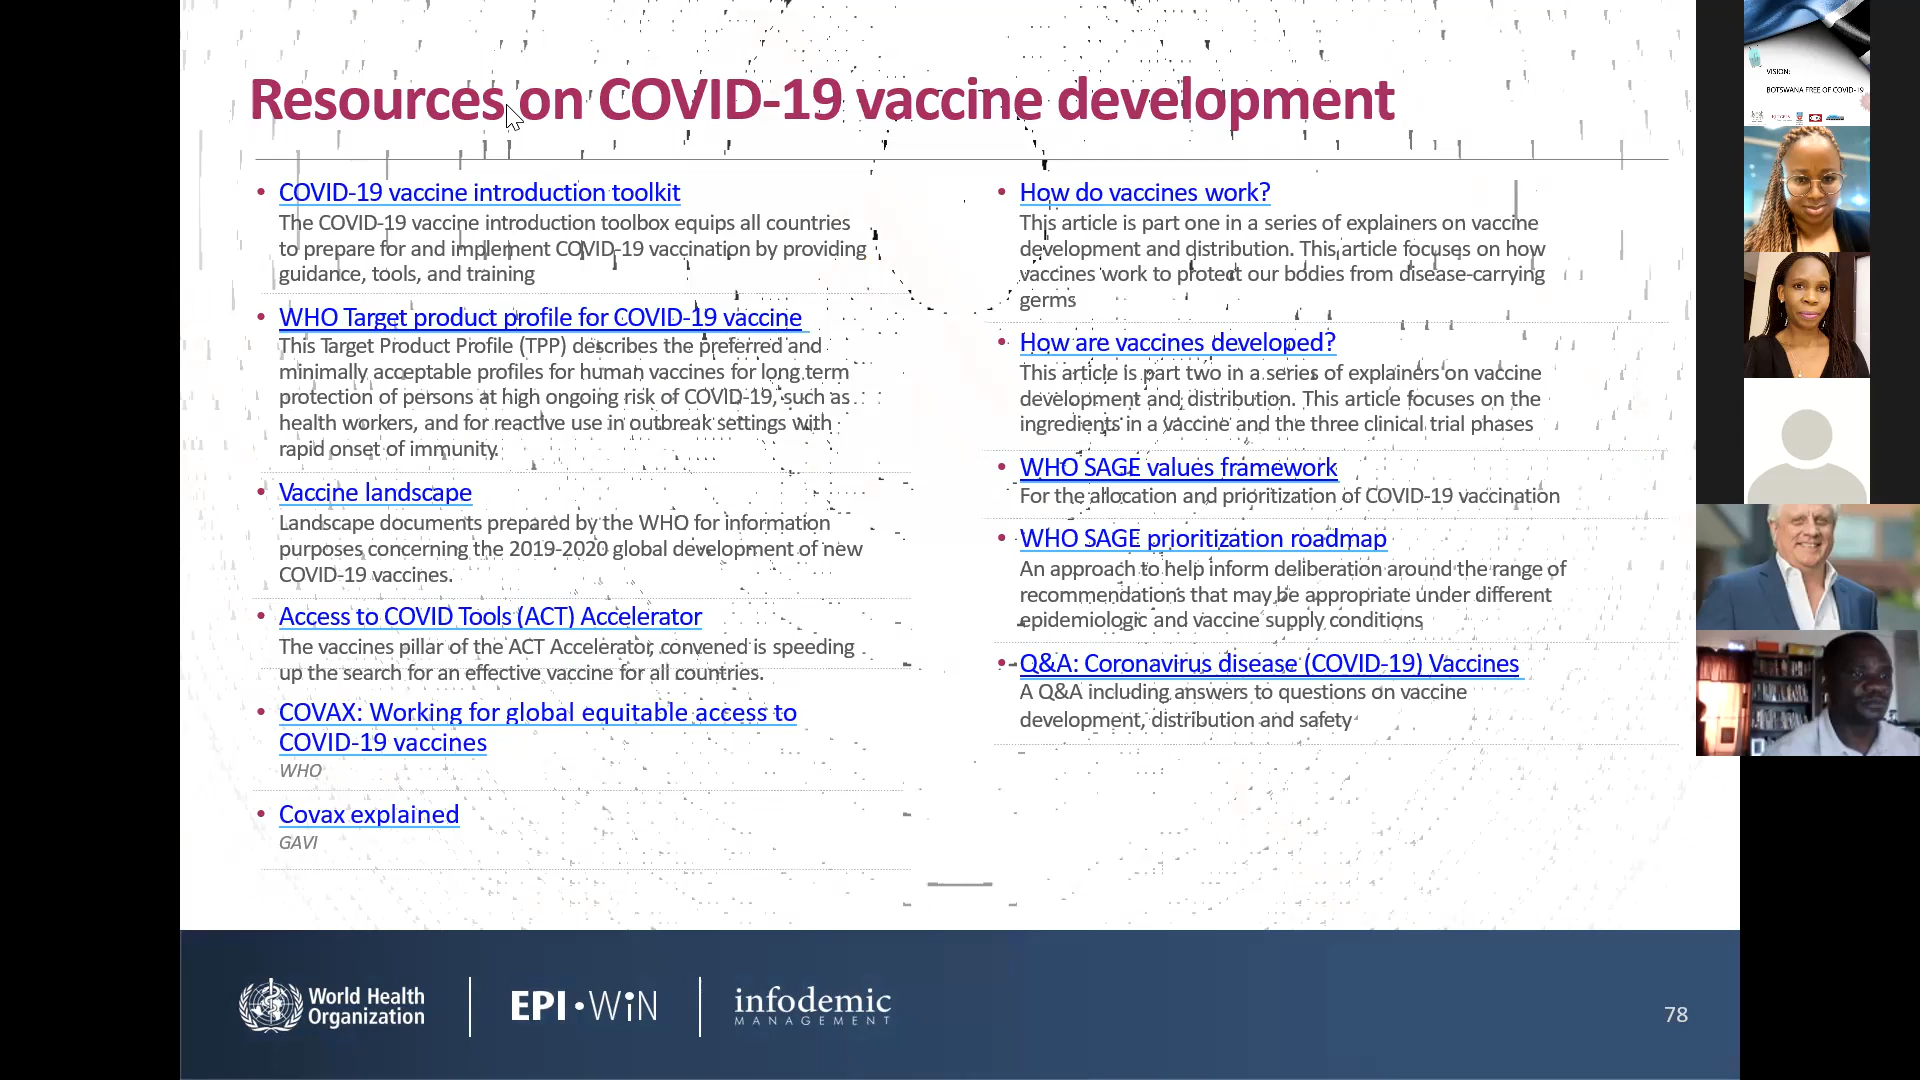 Resources on COVID-19 vaccine development
• COVID-19 vaccine introduction toolkit
The COVID-19 vaccine introduction toolbox equips all countries
to prepare for and implement COVID-19 vaccination by providing
guidance, tools, and training
• WHO Target product profile for COVID-19 vaccine
This Target Product Profile (TPP) describes the preferred and
minimally acceptable profiles for human vaccines for long term
protection of persons at high ongoing risk of COVID-19, such as
health workers, and for reactive use in outbreak settings with
rapid onset of immunity.
• Vaccine landscape
Landscape documents prepared by the WHO for information
purposes concerning the 2019-2020 global development of new
COVID-19 vaccines.
• Access to COVID Tools (ACT) Accelerator
The vaccines pillar of the ACT Accelerator, convened is speeding
up the search for an effective vaccine for all countries.
• COVAX: Working for global equitable access to
COVID-19 vaccines
WHO
• Covax explained
GAVI
• How do vaccines work?
This article is part one in a series of explainers on vaccine
development and distribution. This article focuses on how
vaccines work to protect our bodies from disease-carrying
germs
• How are vaccines developed?
This article is part two in a series of explainers on vaccine
development and distribution. This article focuses on the
ingredients in a vaccine and the three clinical trial phases
• WHO SAGE values framework
For the allocation and prioritization of COVID-19 vaccination
• WHO SAGE prioritization roadmap
An approach to help inform deliberation around the range of
recommendations that may be appropriate under different
epidemiologic and vaccine supply conditions
• Q&A: Coronavirus disease (COVID-19) Vaccines
A Q&A including answers to questions on vaccine
development, distribution and safety
World Health
Organization
EPI•WiN
infodemic
MANAGEMENT
78
VISION:
BOTSWANA FREE OF COVID-19